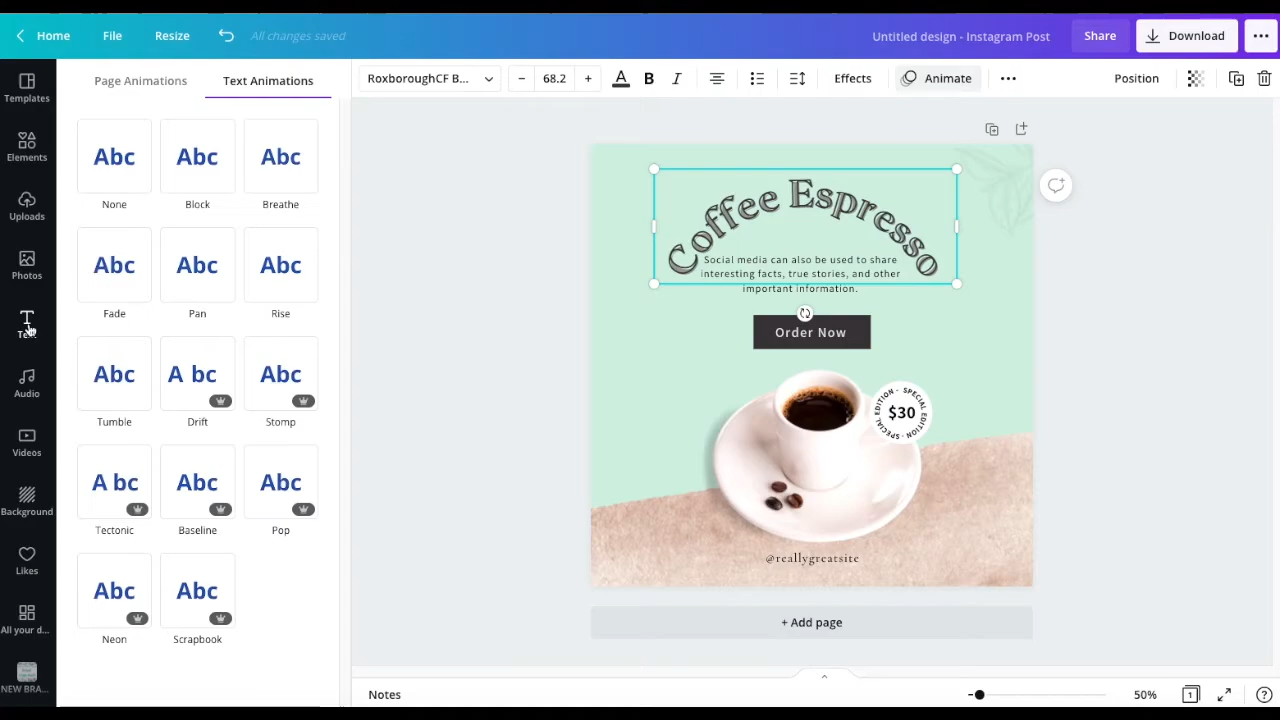 Home File Resize All changes saved Untitled design - Instagram Post Share Download
Page Animations Text Animations
RoxboroughCF B... − 68.2 + A B I Effects Animate Position
Templates
Elements
Uploads
Photos
Audio
Videos
Background
Likes
All your d...
NEW BRA...
Abc Abc Abc
None Block Breathe
Abc Abc Abc
Fade Pan Rise
Abc A bc Abc
Tumble Drift Stomp
A bc Abc Abc
Tectonic Baseline Pop
Abc Abc
Neon Scrapbook
Coffee Espresso
Social media can also be used to share
interesting facts, true stories, and other
important information.
Order Now
SPECIAL EDITION - SPECIAL EDITION -
$30
@reallygreatsite
+ Add page
Notes 50% 1 ?